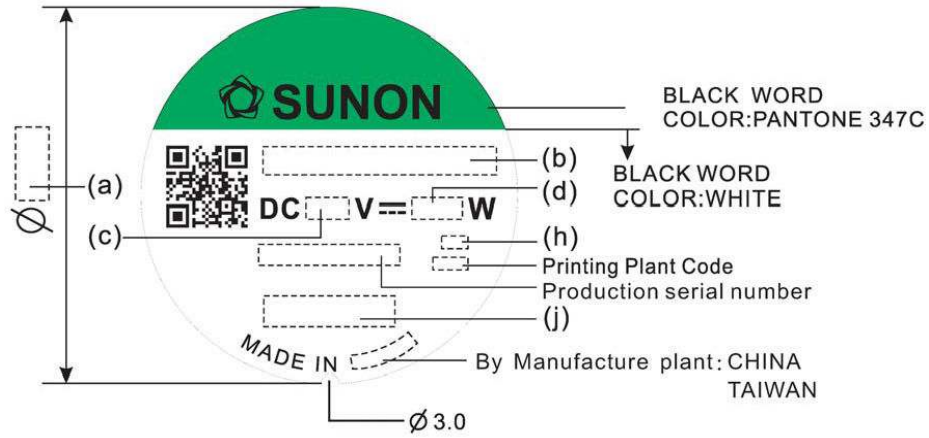 SUNON
BLACK WORD
COLOR:PANTONE 347C
(a)
(b)
BLACK WORD
COLOR:WHITE
(d)
DC V⎓ W
(c)
(h)
Printing Plant Code
Production serial number
(j)
MADE IN
By Manufacture plant: CHINA
TAIWAN
Ø
Ø 3.0